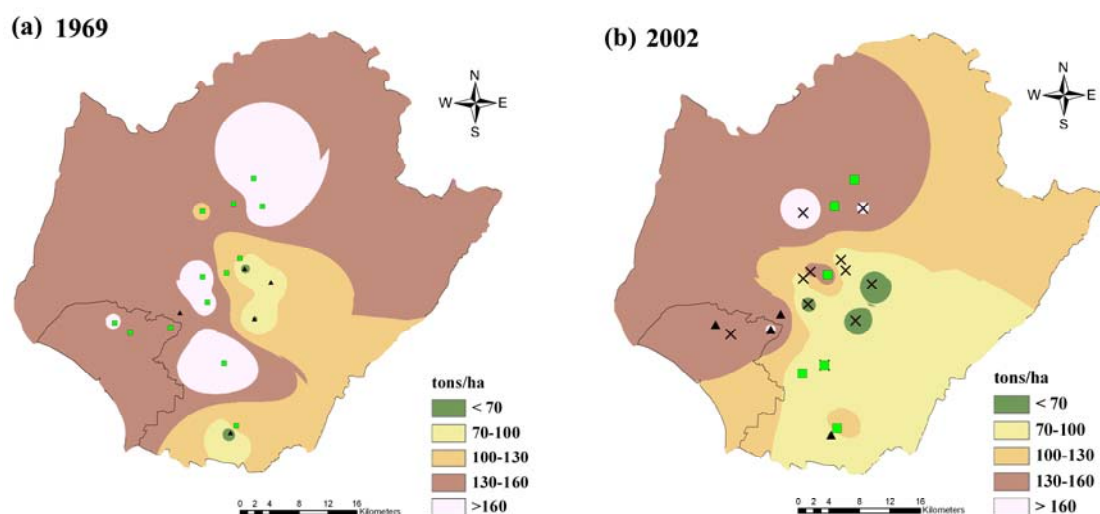 (a) 1969
N
W E
S
tons/ha
< 70
70-100
100-130
130-160
>160
0 2 4 8 12 16
Kilometers
(b) 2002
N
W E
S
tons/ha
< 70
70-100
100-130
130-160
> 160
0 2 4 8 12 16
Kilometers